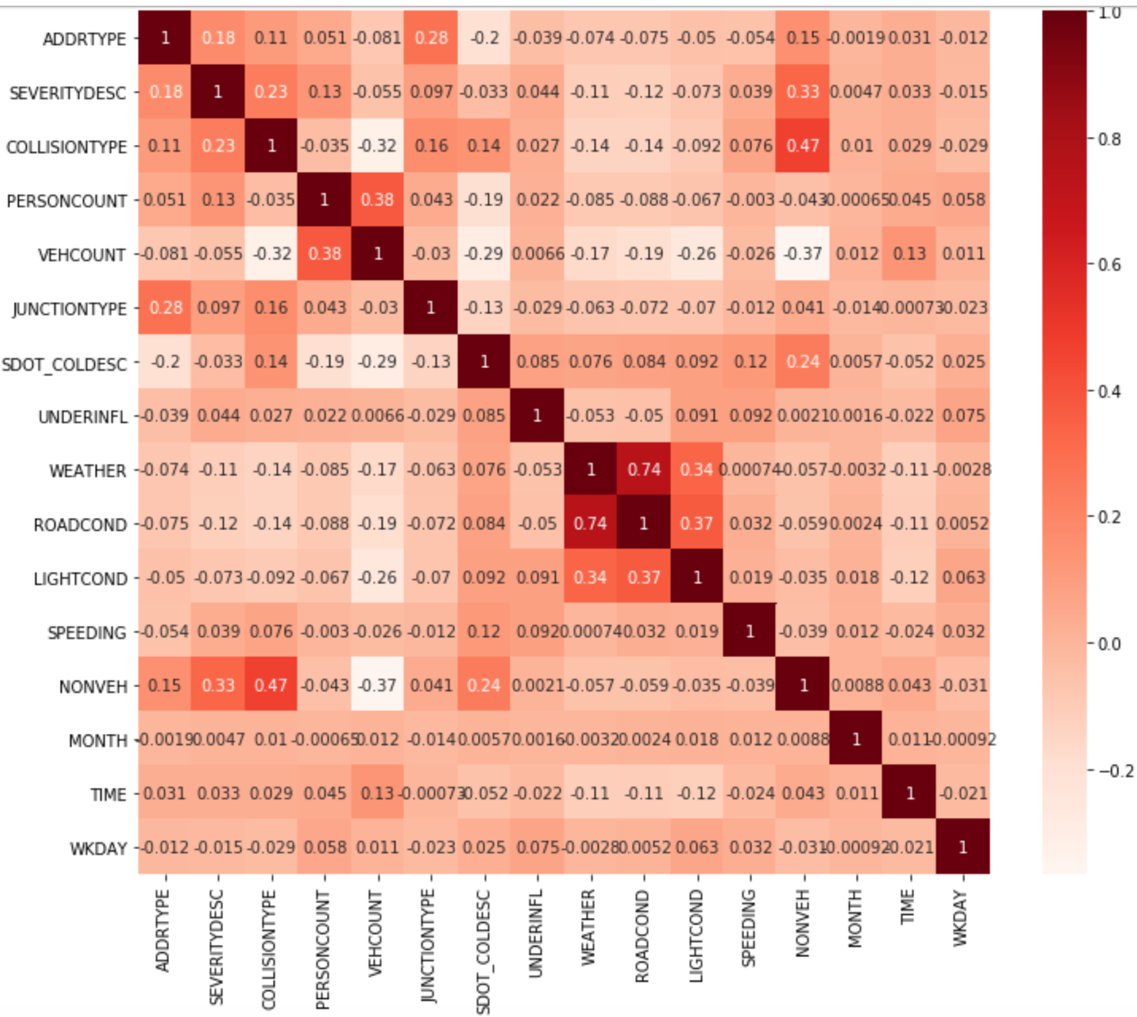 ADDRTYPE 1 0.18 0.11 0.051 -0.081 0.28 -0.2 -0.039 -0.074 -0.075 -0.05 -0.054 0.15 -0.0019 0.031 -0.012
SEVERITYDESC 0.18 1 0.23 0.13 -0.055 0.097 -0.033 0.044 -0.11 -0.12 -0.073 0.039 0.33 0.0047 0.033 -0.015
COLLISIONTYPE 0.11 0.23 1 -0.035 -0.32 0.16 0.14 0.027 -0.14 -0.14 -0.092 0.076 0.47 0.01 0.029 -0.029
PERSONCOUNT 0.051 0.13 -0.035 1 0.38 0.043 -0.19 0.022 -0.085 -0.088 -0.067 -0.003 -0.043 -0.00065 0.045 0.058
VEHCOUNT -0.081 -0.055 -0.32 0.38 1 -0.03 -0.29 0.0066 -0.17 -0.19 -0.26 -0.026 -0.37 0.012 0.13 0.011
JUNCTIONTYPE 0.28 0.097 0.16 0.043 -0.03 1 -0.13 -0.029 -0.063 -0.072 -0.07 -0.012 0.041 -0.014 -0.00073 -0.023
SDOT_COLDESC -0.2 -0.033 0.14 -0.19 -0.29 -0.13 1 0.085 0.076 0.084 0.092 0.12 0.24 0.0057 -0.052 0.025
UNDERINFL -0.039 0.044 0.027 0.022 0.0066 -0.029 0.085 1 -0.053 -0.05 0.091 0.092 0.0021 0.0016 -0.022 0.075
WEATHER -0.074 -0.11 -0.14 -0.085 -0.17 -0.063 0.076 -0.053 1 0.74 0.34 0.00074 -0.057 -0.0032 -0.11 -0.0028
ROADCOND -0.075 -0.12 -0.14 -0.088 -0.19 -0.072 0.084 -0.05 0.74 1 0.37 0.032 -0.059 0.0024 -0.11 0.0052
LIGHTCOND -0.05 -0.073 -0.092 -0.067 -0.26 -0.07 0.092 0.091 0.34 0.37 1 0.019 -0.035 0.018 -0.12 0.063
SPEEDING -0.054 0.039 0.076 -0.003 -0.026 -0.012 0.12 0.092 0.00074 0.032 0.019 1 -0.039 0.012 -0.024 0.032
NONVEH 0.15 0.33 0.47 -0.043 -0.37 0.041 0.24 0.0021 -0.057 -0.059 -0.035 -0.039 1 0.0088 0.043 -0.031
MONTH -0.0019 0.0047 0.01 -0.00065 0.012 -0.014 0.0057 0.0016 -0.0032 0.0024 0.018 0.012 0.0088 1 0.011 -0.00092
TIME 0.031 0.033 0.029 0.045 0.13 -0.00073 -0.052 -0.022 -0.11 -0.11 -0.12 -0.024 0.043 0.011 1 -0.021
WKDAY -0.012 -0.015 -0.029 0.058 0.011 -0.023 0.025 0.075 -0.0028 0.0052 0.063 0.032 -0.031 -0.00092 -0.021 1
ADDRTYPE
SEVERITYDESC
COLLISIONTYPE
PERSONCOUNT
VEHCOUNT
JUNCTIONTYPE
SDOT_COLDESC
UNDERINFL
WEATHER
ROADCOND
LIGHTCOND
SPEEDING
NONVEH
MONTH
TIME
WKDAY
1.0
0.8
0.6
0.4
0.2
0.0
−0.2